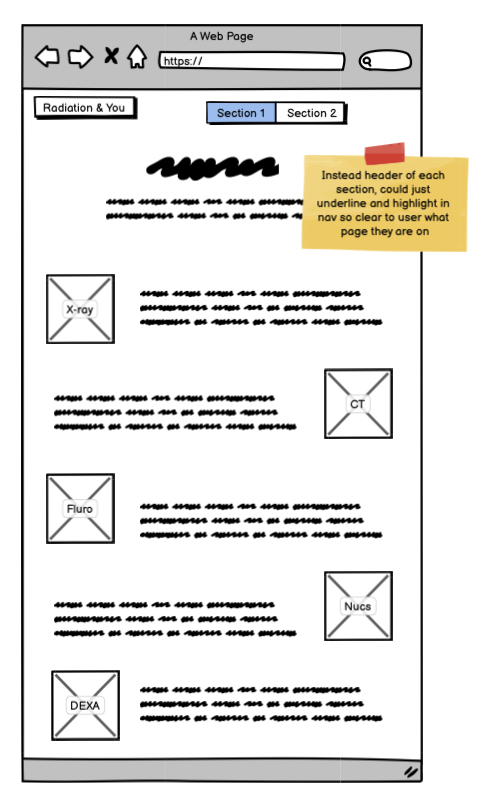 A Web Page
https://
Radiation & You
Section 1
Section 2
Instead header of each
section, could just
underline and highlight in
nav so clear to user what
page they are on
X-ray
CT
Fluro
Nucs
DEXA